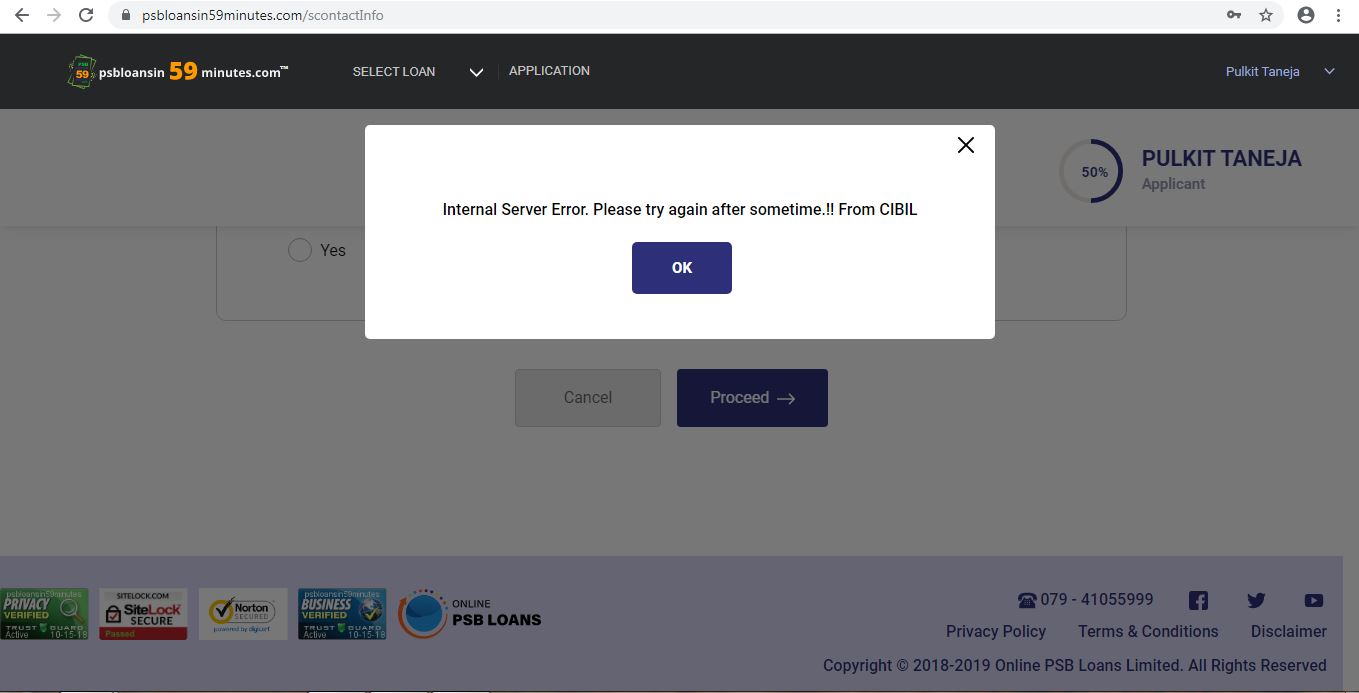 psbloansin59minutes.com/scontactInfo
PSB
59
psbloansin 59 minutes.com™
SELECT LOAN
APPLICATION
Pulkit Taneja
50%
PULKIT TANEJA
Applicant
Internal Server Error. Please try again after sometime.!! From CIBIL
OK
Yes
Cancel
Proceed
psbloansin59minutes
PRIVACY
VERIFIED
TRUST GUARD
Active 10-15-18
SITELOCK.COM
SiteLock
SECURE
Passed
Norton
SECURED
powered by digicert
psbloansin59minutes
BUSINESS
VERIFIED
TRUST GUARD
Active 10-15-18
ONLINE
PSB LOANS
079 - 41055999
Privacy Policy Terms & Conditions Disclaimer
Copyright © 2018-2019 Online PSB Loans Limited. All Rights Reserved